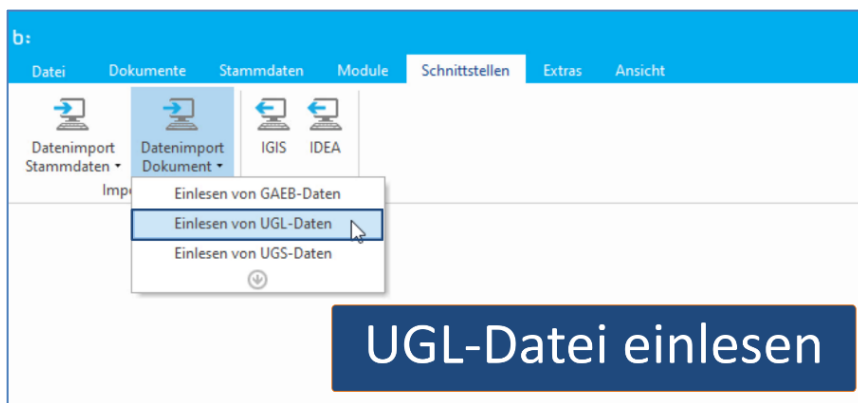 b:
Datei Dokumente Stammdaten Module Schnittstellen Extras Ansicht
Datenimport Stammdaten
Datenimport Dokument
IGIS
IDEA
Impo
Einlesen von GAEB-Daten
Einlesen von UGL-Daten
Einlesen von UGS-Daten
UGL-Datei einlesen